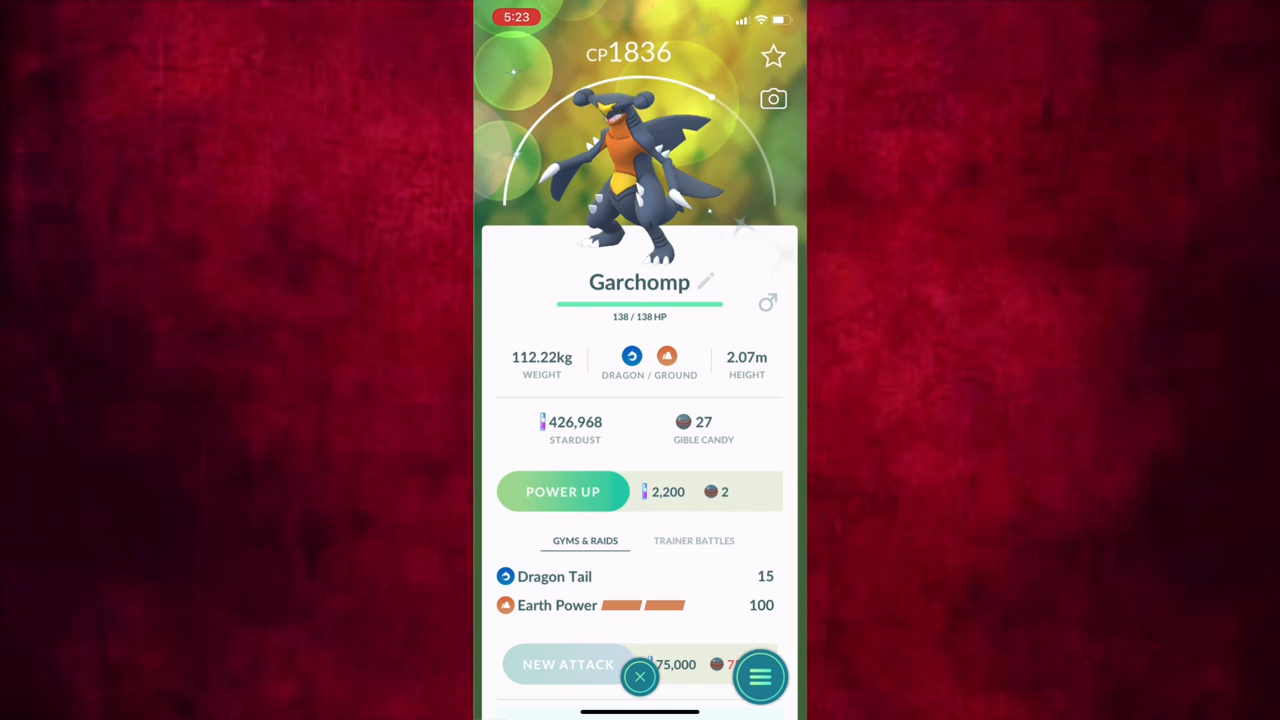 5:23
CP1836
Garchomp
138 / 138 HP
112.22kg
WEIGHT
DRAGON / GROUND
2.07m
HEIGHT
426,968
STARDUST
27
GIBLE CANDY
POWER UP 2,200 2
GYMS & RAIDS TRAINER BATTLES
Dragon Tail 15
Earth Power 100
NEW ATTACK 75,000